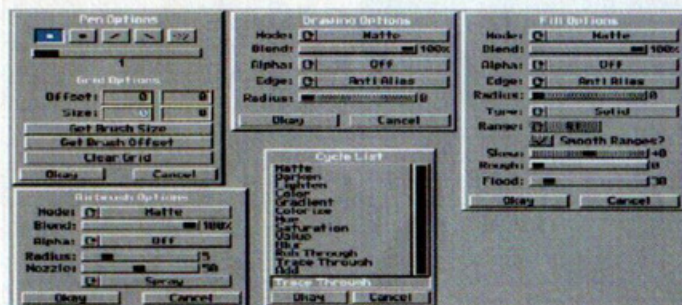 Pen Options
1
Grid Options
Offset: 0 0
Size: 0 0
Get Brush Size
Get Brush Offset
Clear Grid
Okay Cancel
Drawing Options
Mode: Matte
Blend: 100%
Alpha: Off
Edge: Anti Alias
Radius: 0
Okay Cancel
Fill Options
Mode: Matte
Blend: 100%
Alpha: Off
Edge: Anti Alias
Radius: 0
Type: Solid
Range:
Smooth Ranges?
Skew: +0
Rough: 0
Flood: 30
Okay Cancel
Airbrush Options
Mode: Matte
Blend: 100%
Alpha: Off
Radius: 5
Nozzle: 50
Spray
Okay Cancel
Cycle List
Matte
Darken
Lighten
Color
Gradient
Colorize
Hue
Saturation
Value
Blur
Rub Through
Trace Through
Add
Trace Through
Okay Cancel